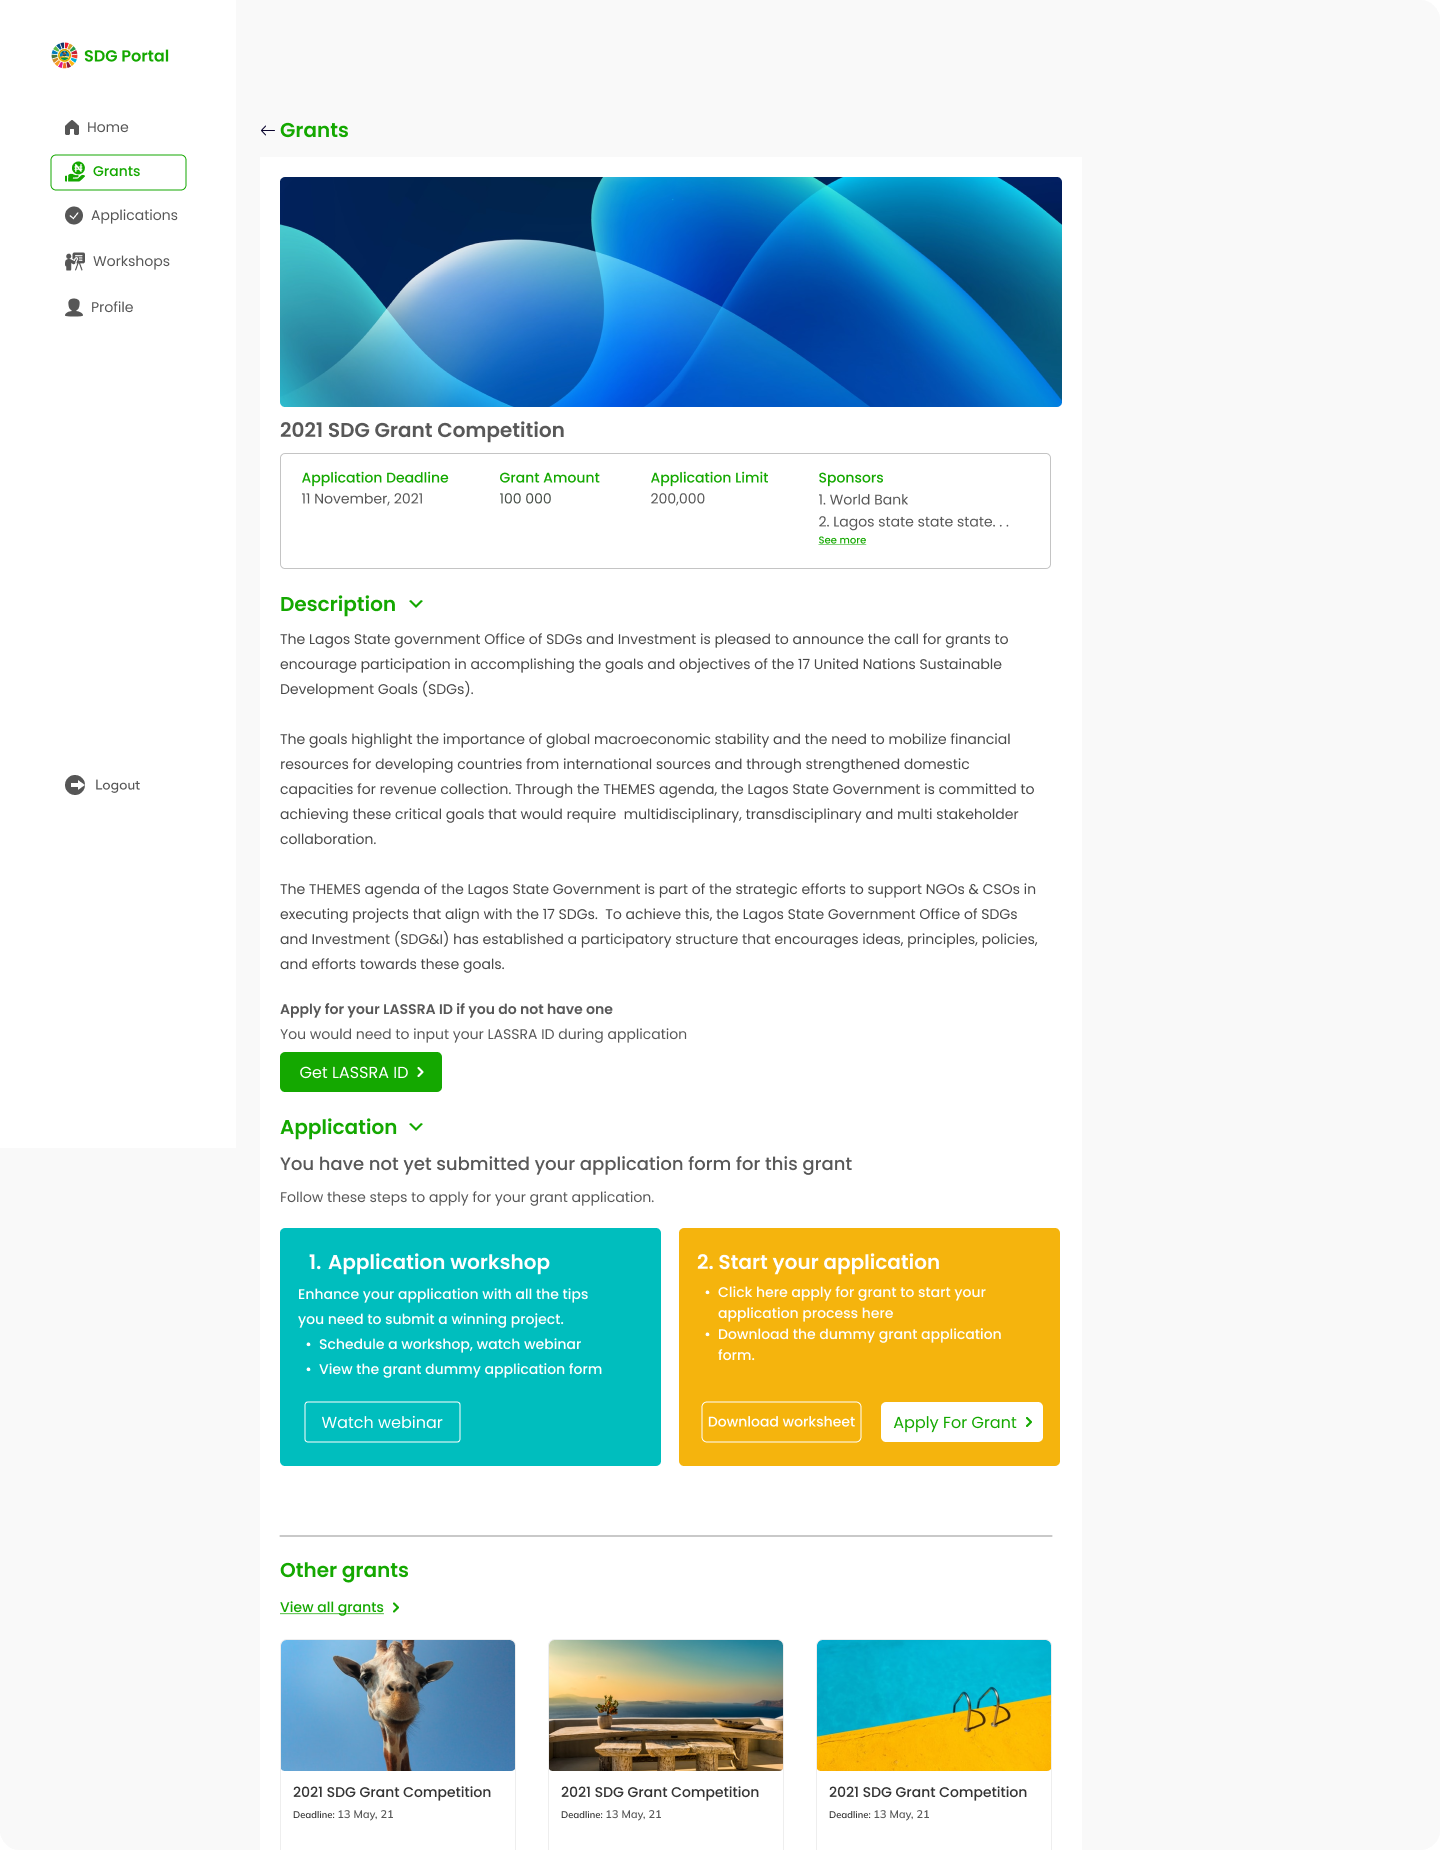 SDG Portal
Home
Grants
Applications
Workshops
Profile
Logout
Grants
2021 SDG Grant Competition
Application Deadline
11 November, 2021
Grant Amount
100 000
Application Limit
200,000
Sponsors
1. World Bank
2. Lagos state state state. . .
See more
Description
The Lagos State government Office of SDGs and Investment is pleased to announce the call for grants to
encourage participation in accomplishing the goals and objectives of the 17 United Nations Sustainable
Development Goals (SDGs).
The goals highlight the importance of global macroeconomic stability and the need to mobilize financial
resources for developing countries from international sources and through strengthened domestic
capacities for revenue collection. Through the THEMES agenda, the Lagos State Government is committed to
achieving these critical goals that would require  multidisciplinary, transdisciplinary and multi stakeholder
collaboration.
The THEMES agenda of the Lagos State Government is part of the strategic efforts to support NGOs & CSOs in
executing projects that align with the 17 SDGs.  To achieve this, the Lagos State Government Office of SDGs
and Investment (SDG&I) has established a participatory structure that encourages ideas, principles, policies,
and efforts towards these goals.
Apply for your LASSRA ID if you do not have one
You would need to input your LASSRA ID during application
Get LASSRA ID
Application
You have not yet submitted your application form for this grant
Follow these steps to apply for your grant application.
1. Application workshop
Enhance your application with all the tips
you need to submit a winning project.
• Schedule a workshop, watch webinar
• View the grant dummy application form
Watch webinar
2. Start your application
• Click here apply for grant to start your
application process here
• Download the dummy grant application
form.
Download worksheet
Apply For Grant
Other grants
View all grants
2021 SDG Grant Competition
Deadline: 13 May, 21
2021 SDG Grant Competition
Deadline: 13 May, 21
2021 SDG Grant Competition
Deadline: 13 May, 21